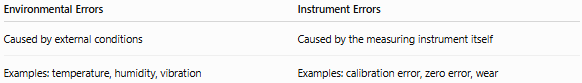 Environmental Errors Instrument Errors
Caused by external conditions Caused by the measuring instrument itself
Examples: temperature, humidity, vibration Examples: calibration error, zero error, wear